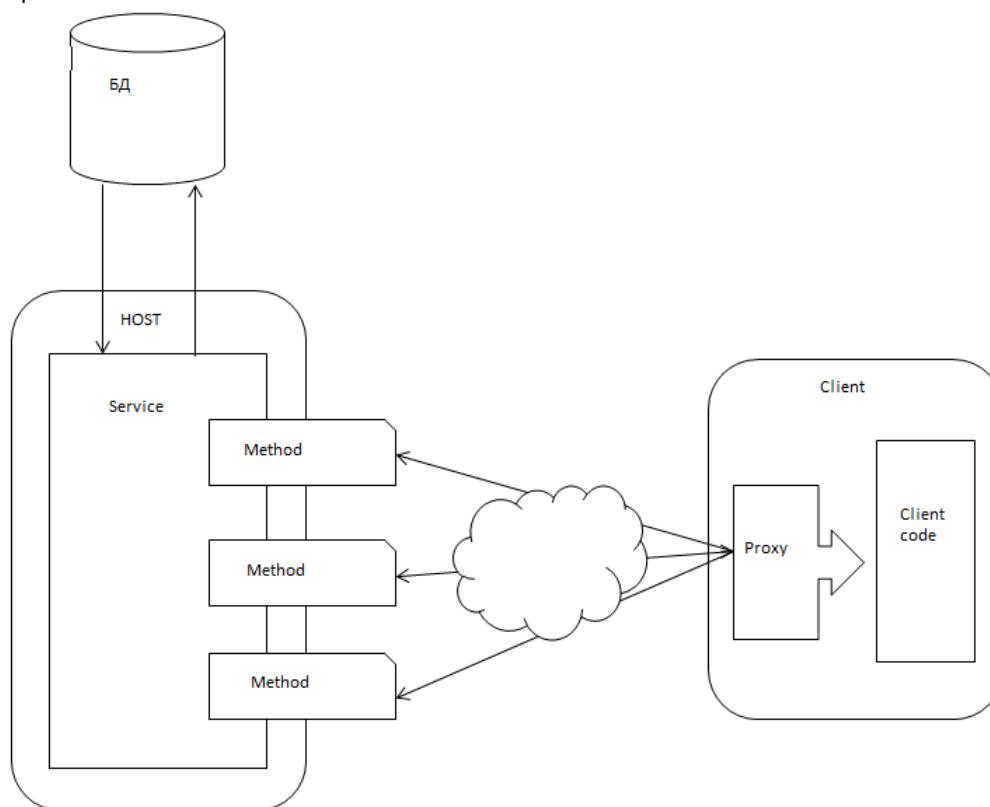 БД
HOST
Service
Method
Method
Method
Client
Proxy
Client
code